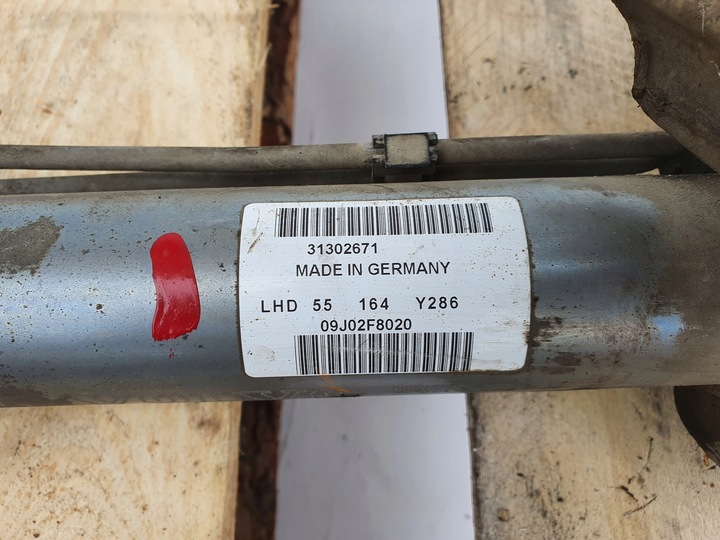 31302671
MADE IN GERMANY
LHD 55 164 Y286
09J02F8020